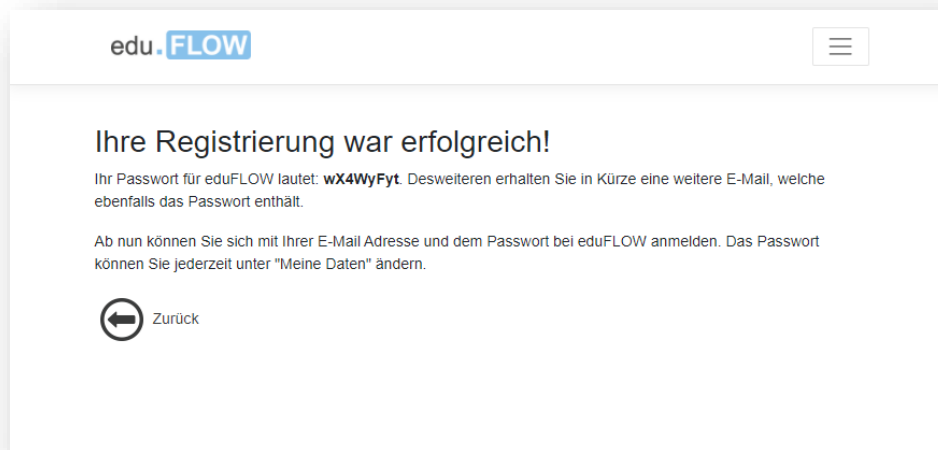 edu.FLOW
Ihre Registrierung war erfolgreich!
Ihr Passwort für eduFLOW lautet: wX4WyFyt. Desweiteren erhalten Sie in Kürze eine weitere E-Mail, welche
ebenfalls das Passwort enthält.
Ab nun können Sie sich mit Ihrer E-Mail Adresse und dem Passwort bei eduFLOW anmelden. Das Passwort
können Sie jederzeit unter "Meine Daten" ändern.
Zurück